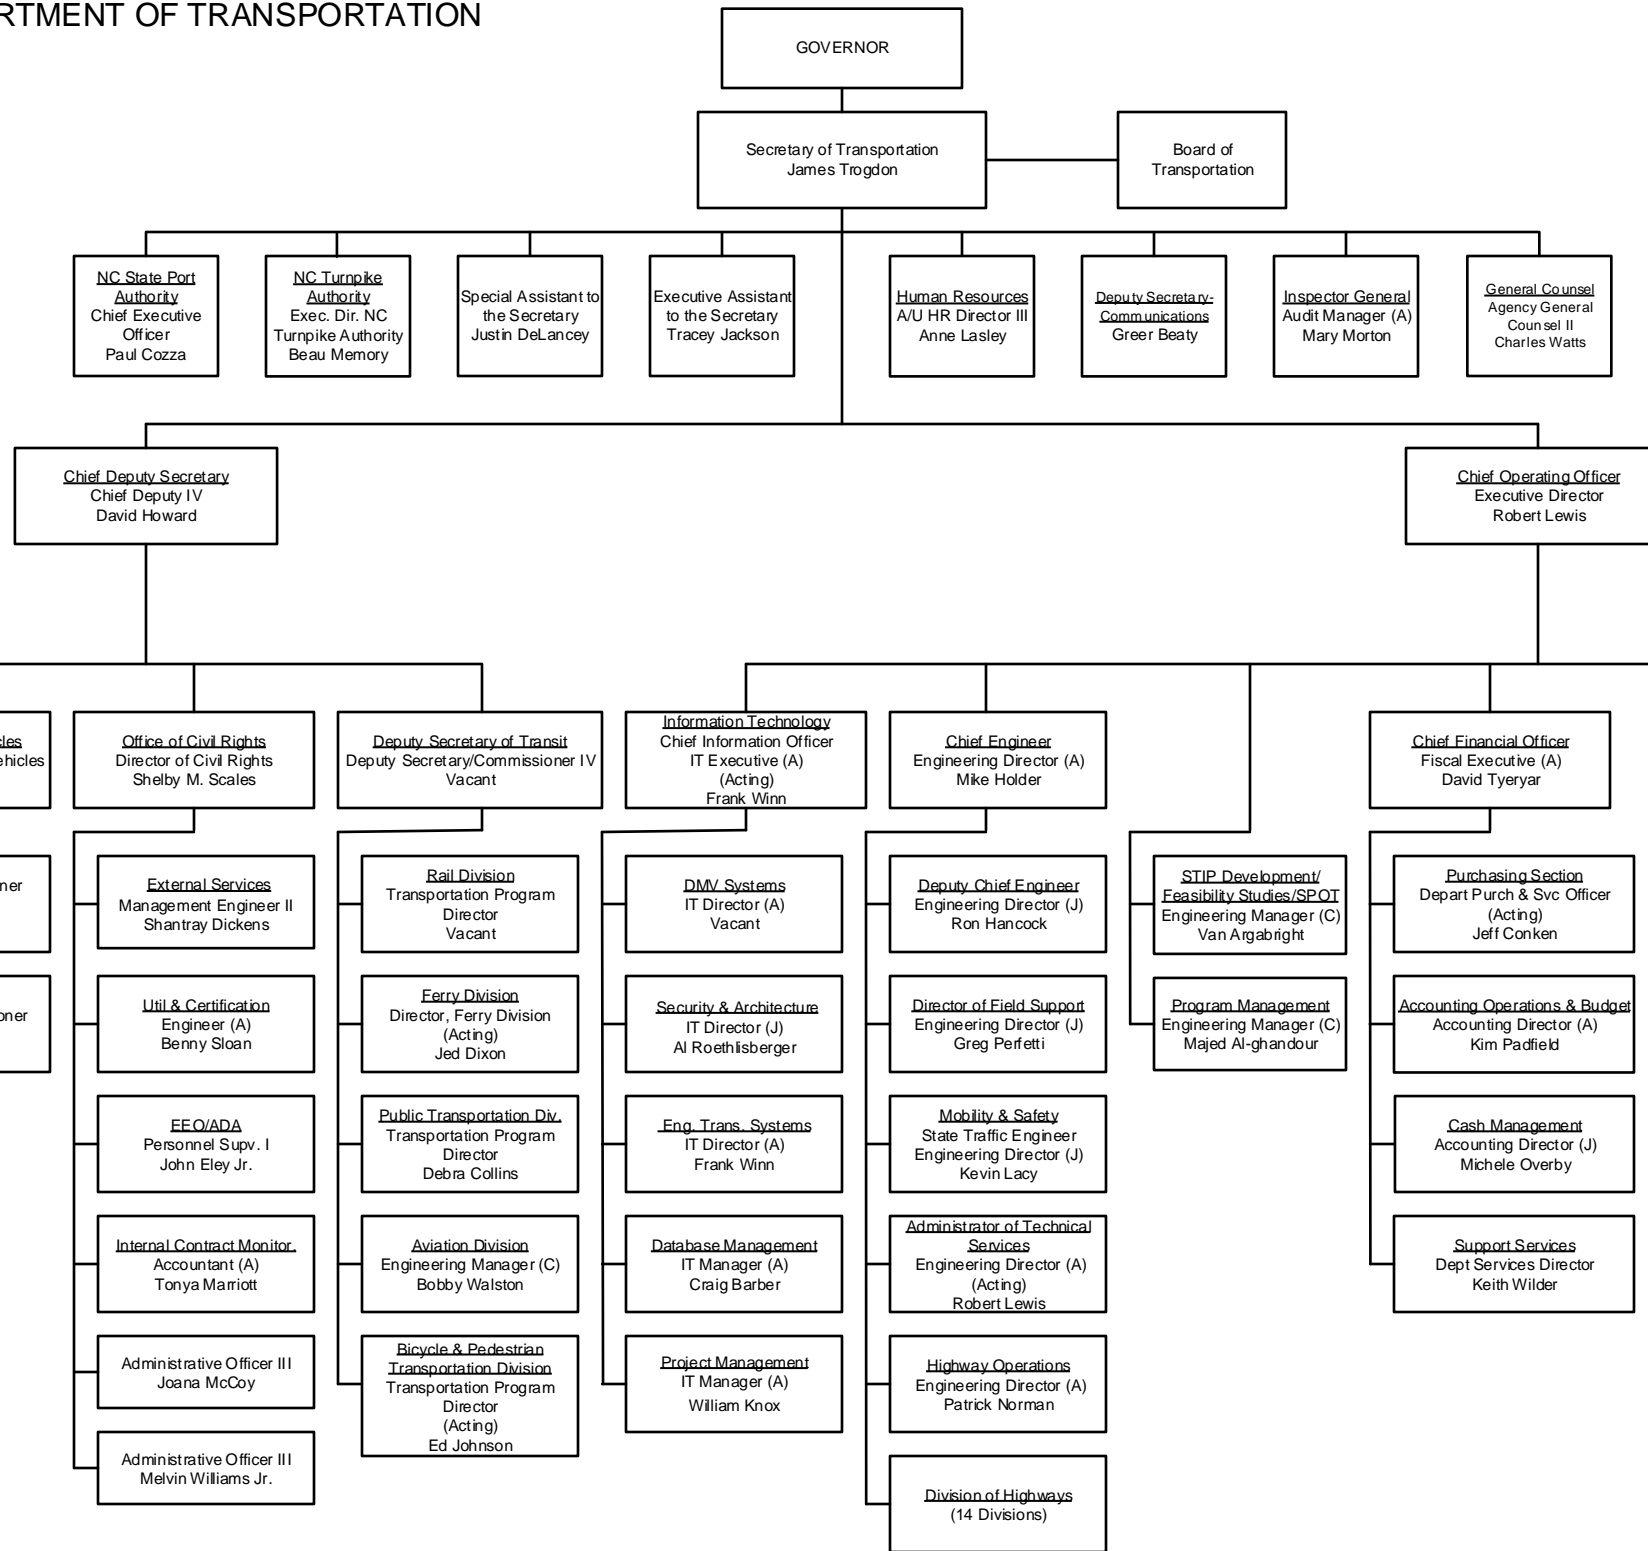 RTMENT OF TRANSPORTATION
GOVERNOR
Secretary of Transportation
James Trogdon
Board of
Transportation
NC State Port
Authority
Chief Executive
Officer
Paul Cozza
NC Turnpike
Authority
Exec. Dir. NC
Turnpike Authority
Beau Memory
Special Assistant to
the Secretary
Justin DeLancey
Executive Assistant
to the Secretary
Tracey Jackson
Human Resources
A/U HR Director III
Anne Lasley
Deputy Secretary-
Communications
Greer Beaty
Inspector General
Audit Manager (A)
Mary Morton
General Counsel
Agency General
Counsel II
Charles Watts
Chief Deputy Secretary
Chief Deputy IV
David Howard
Chief Operating Officer
Executive Director
Robert Lewis
cles
ehicles
ner
oner
Office of Civil Rights
Director of Civil Rights
Shelby M. Scales
External Services
Management Engineer II
Shantray Dickens
Util & Certification
Engineer (A)
Benny Sloan
EEO/ADA
Personnel Supv. I
John Eley Jr.
Internal Contract Monitor.
Accountant (A)
Tonya Marriott
Administrative Officer III
Joana McCoy
Administrative Officer III
Melvin Williams Jr.
Deputy Secretary of Transit
Deputy Secretary/Commissioner IV
Vacant
Rail Division
Transportation Program
Director
Vacant
Ferry Division
Director, Ferry Division
(Acting)
Jed Dixon
Public Transportation Div.
Transportation Program
Director
Debra Collins
Aviation Division
Engineering Manager (C)
Bobby Walston
Bicycle & Pedestrian
Transportation Division
Transportation Program
Director
(Acting)
Ed Johnson
Information Technology
Chief Information Officer
IT Executive (A)
(Acting)
Frank Winn
DMV Systems
IT Director (A)
Vacant
Security & Architecture
IT Director (J)
Al Roethlisberger
Eng. Trans. Systems
IT Director (A)
Frank Winn
Database Management
IT Manager (A)
Craig Barber
Project Management
IT Manager (A)
William Knox
Chief Engineer
Engineering Director (A)
Mike Holder
Deputy Chief Engineer
Engineering Director (J)
Ron Hancock
Director of Field Support
Engineering Director (J)
Greg Perfetti
Mobility & Safety
State Traffic Engineer
Engineering Director (J)
Kevin Lacy
Administrator of Technical
Services
Engineering Director (A)
(Acting)
Robert Lewis
Highway Operations
Engineering Director (A)
Patrick Norman
Division of Highways
(14 Divisions)
STIP Development/
Feasibility Studies/SPOT
Engineering Manager (C)
Van Argabright
Program Management
Engineering Manager (C)
Majed Al-ghandour
Chief Financial Officer
Fiscal Executive (A)
David Tyeryar
Purchasing Section
Depart Purch & Svc Officer
(Acting)
Jeff Conken
Accounting Operations & Budget
Accounting Director (A)
Kim Padfield
Cash Management
Accounting Director (J)
Michele Overby
Support Services
Dept Services Director
Keith Wilder